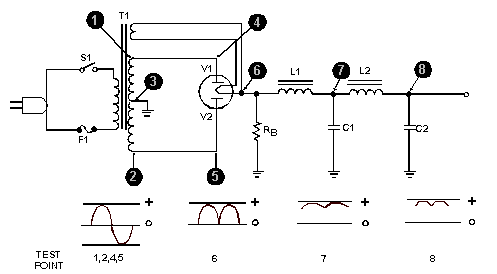 1
T1
4
S1
3
V1
6
L1
7
L2
8
V2
F1
RB
C1
C2
2
5
+
O
+
O
+
O
+
O
TEST POINT
1,2,4,5
6
7
8